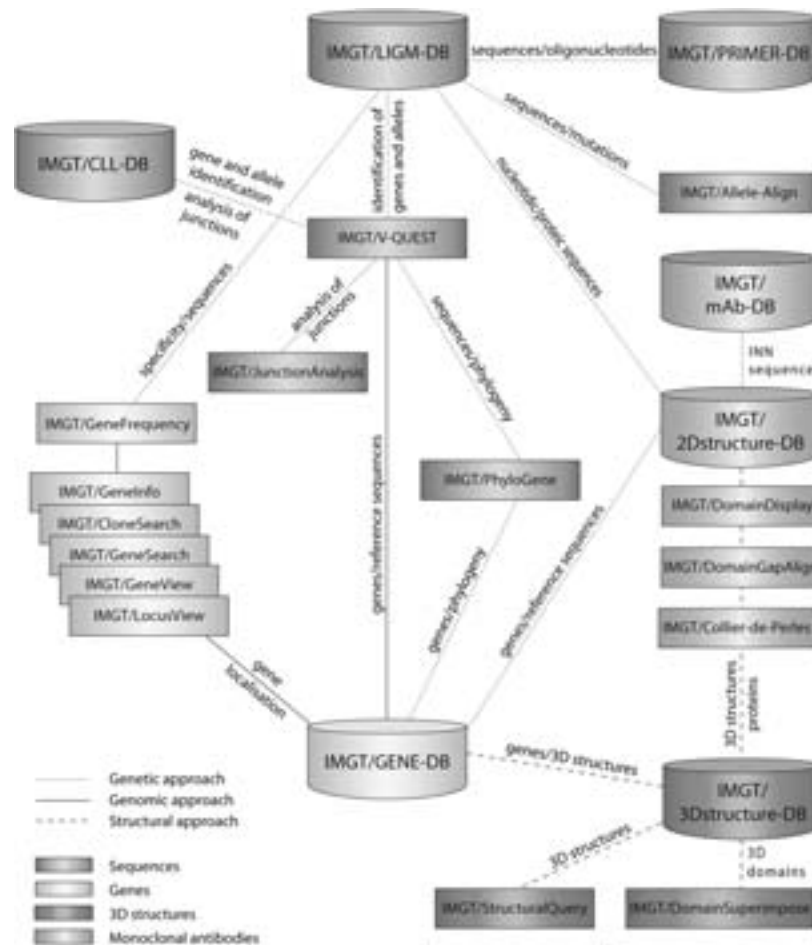 IMGT/LIGM-DB
sequences/oligonucleotides
IMGT/PRIMER-DB
IMGT/CLL-DB
gene and allele
identification
analysis of
junctions
identification of
genes and alleles
sequences/mutations
IMGT/Allele-Align
nucleotidic/proteic sequences
IMGT/V-QUEST
IMGT/
mAb-DB
specificity/sequences
analysis of
junctions
sequences/phylogeny
INN
sequence
IMGT/JunctionAnalysis
IMGT/
2Dstructure-DB
IMGT/GeneFrequency
IMGT/GeneInfo
IMGT/CloneSearch
IMGT/GeneSearch
IMGT/GeneView
IMGT/LocusView
genes/reference sequences
IMGT/PhyloGene
IMGT/DomainDisplay
IMGT/DomainGapAlign
IMGT/Collier-de-Perles
genes/phylogeny
genes/reference sequences
gene
localisation
3D structures
proteins
IMGT/GENE-DB
genes/3D structures
IMGT/
3Dstructure-DB
Genetic approach
Genomic approach
Structural approach
3D structures
3D
domains
Sequences
Genes
3D structures
Monoclonal antibodies
IMGT/StructuralQuery
IMGT/DomainSuperimpose